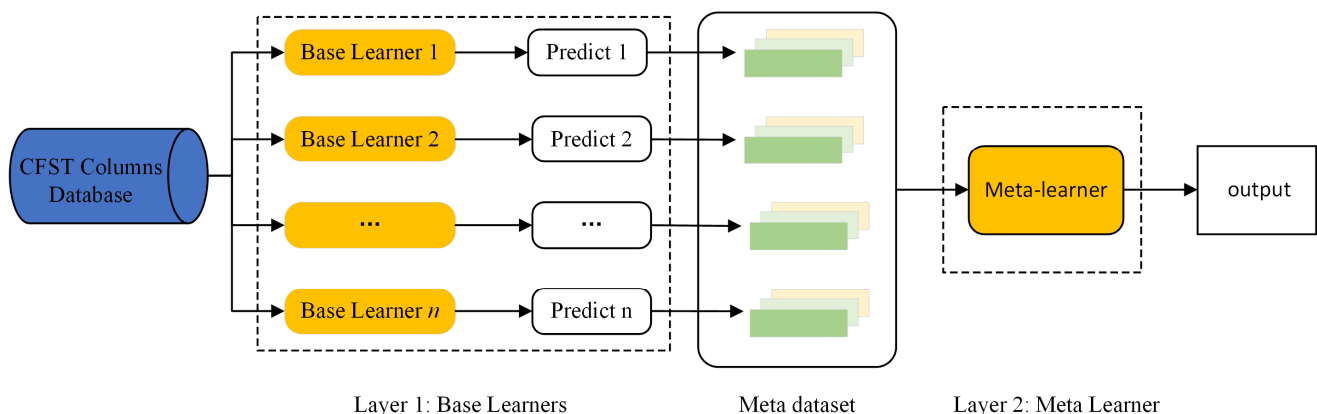 CFST Columns
Database
Base Learner 1
Predict 1
Base Learner 2
Predict 2
...
...
Base Learner n
Predict n
Meta-learner
output
Layer 1: Base Learners
Meta dataset
Layer 2: Meta Learner